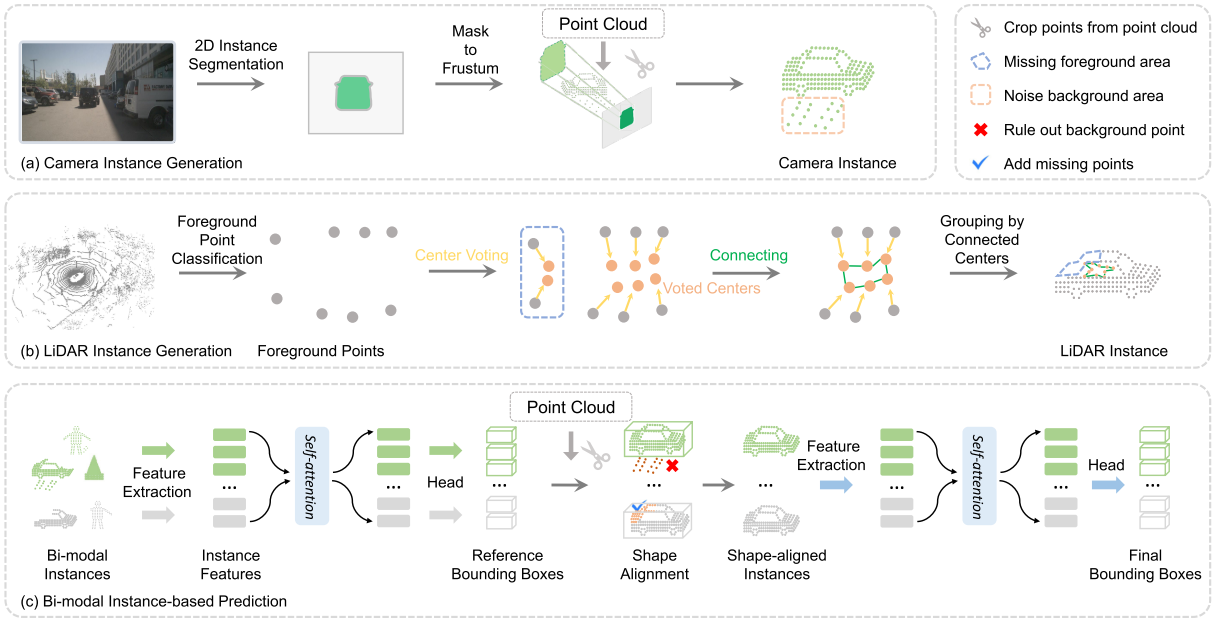 2D Instance
Segmentation
Mask
to
Frustum
Point Cloud
(a) Camera Instance Generation
Camera Instance
Crop points from point cloud
Missing foreground area
Noise background area
Rule out background point
Add missing points
Foreground
Point
Classification
Center Voting
Voted Centers
Connecting
Grouping by
Connected
Centers
(b) LiDAR Instance Generation
Foreground Points
LiDAR Instance
Point Cloud
Feature
Extraction
...
Self-attention
...
Head
...
...
...
Feature
Extraction
...
Self-attention
...
Head
...
Bi-modal
Instances
Instance
Features
Reference
Bounding Boxes
Shape
Alignment
Shape-aligned
Instances
Final
Bounding Boxes
(c) Bi-modal Instance-based Prediction